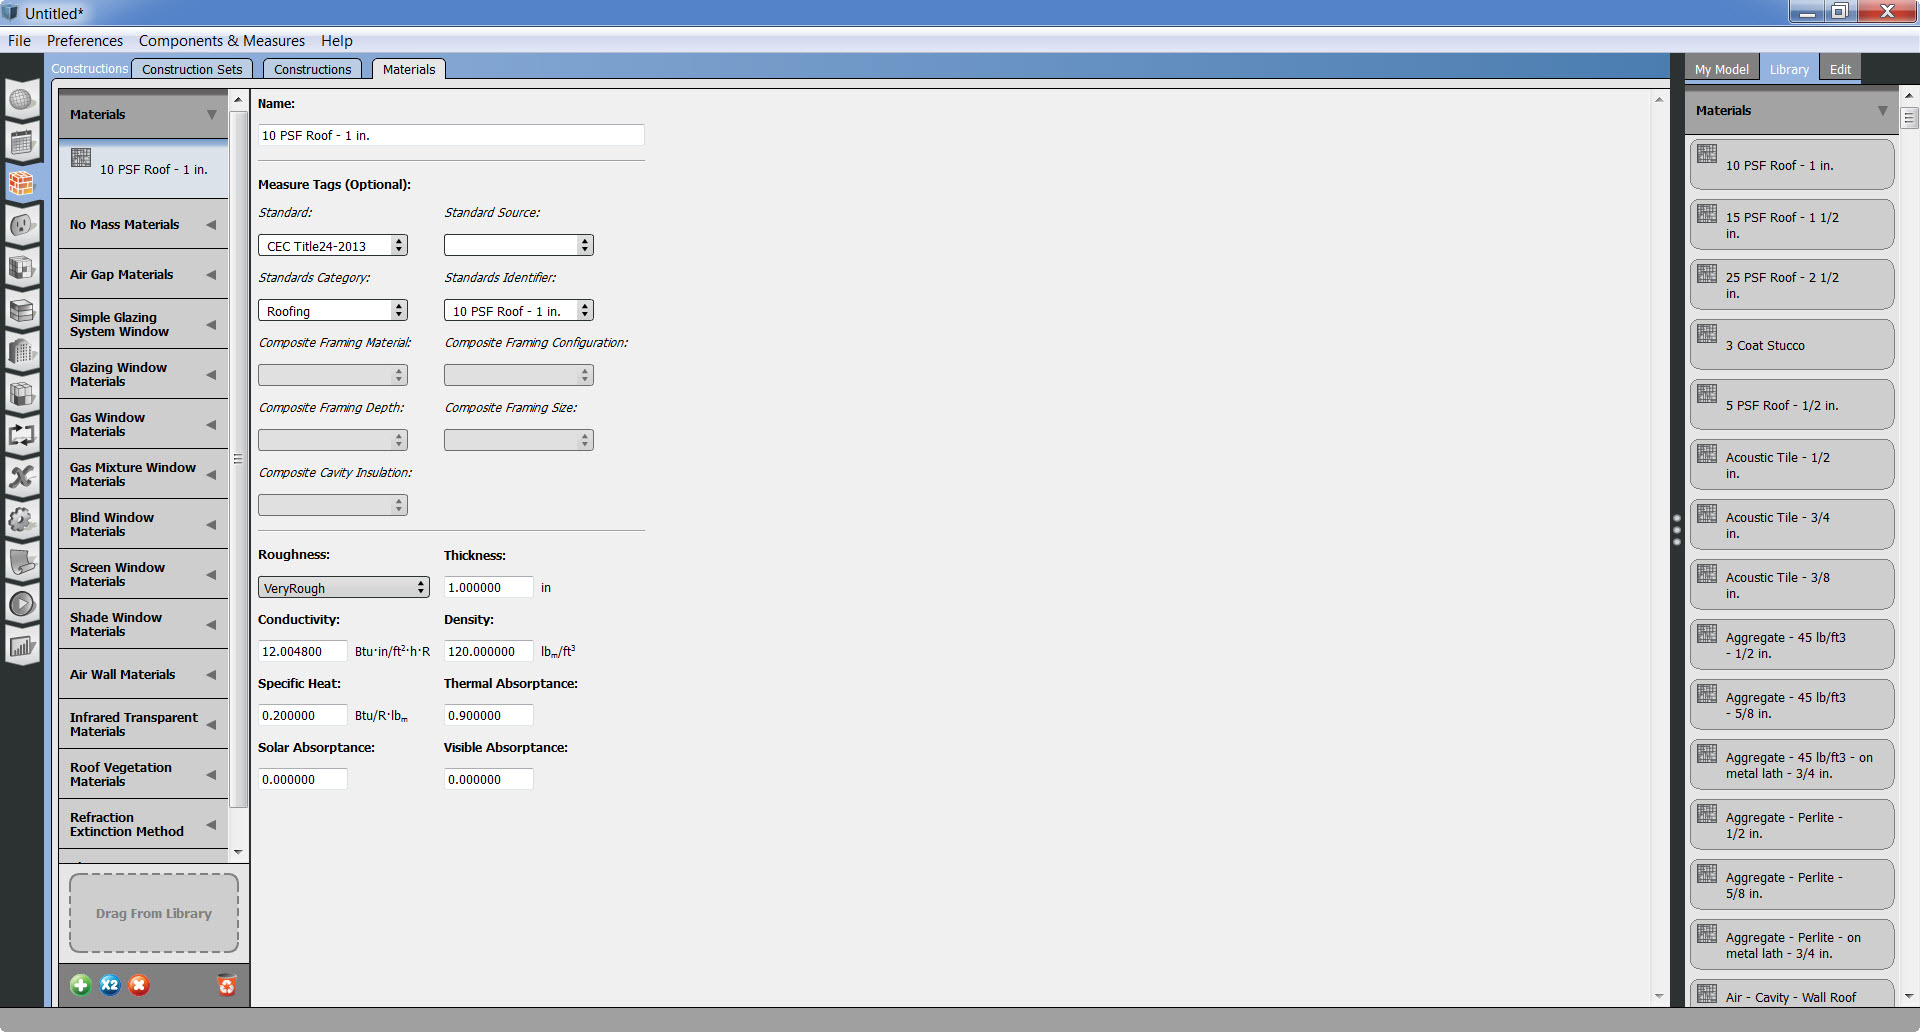 Untitled*
File Preferences Components & Measures Help
Constructions Construction Sets Constructions Materials
My Model Library Edit
Materials
10 PSF Roof - 1 in.
No Mass Materials
Air Gap Materials
Simple Glazing
System Window
Glazing Window
Materials
Gas Window
Materials
Gas Mixture Window
Materials
Blind Window
Materials
Screen Window
Materials
Shade Window
Materials
Air Wall Materials
Infrared Transparent
Materials
Roof Vegetation
Materials
Refraction
Extinction Method
Drag From Library
X2
Name:
10 PSF Roof - 1 in.
Measure Tags (Optional):
Standard: Standard Source:
CEC Title24-2013
Standards Category: Standards Identifier:
Roofing 10 PSF Roof - 1 in.
Composite Framing Material: Composite Framing Configuration:
Composite Framing Depth: Composite Framing Size:
Composite Cavity Insulation:
Roughness: Thickness:
VeryRough 1.000000 in
Conductivity: Density:
12.004800 Btu·in/ft²·h·R 120.000000 lbₘ/ft³
Specific Heat: Thermal Absorptance:
0.200000 Btu/R·lbₘ 0.900000
Solar Absorptance: Visible Absorptance:
0.000000 0.000000
Materials
10 PSF Roof - 1 in.
15 PSF Roof - 1 1/2
in.
25 PSF Roof - 2 1/2
in.
3 Coat Stucco
5 PSF Roof - 1/2 in.
Acoustic Tile - 1/2
in.
Acoustic Tile - 3/4
in.
Acoustic Tile - 3/8
in.
Aggregate - 45 lb/ft3
- 1/2 in.
Aggregate - 45 lb/ft3
- 5/8 in.
Aggregate - 45 lb/ft3 - on
metal lath - 3/4 in.
Aggregate - Perlite -
1/2 in.
Aggregate - Perlite -
5/8 in.
Aggregate - Perlite - on
metal lath - 3/4 in.
Air - Cavity - Wall Roof